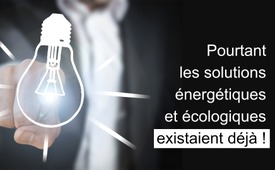 Pourtant
les solutions
énergétiques
et écologiques
existaient déjà !